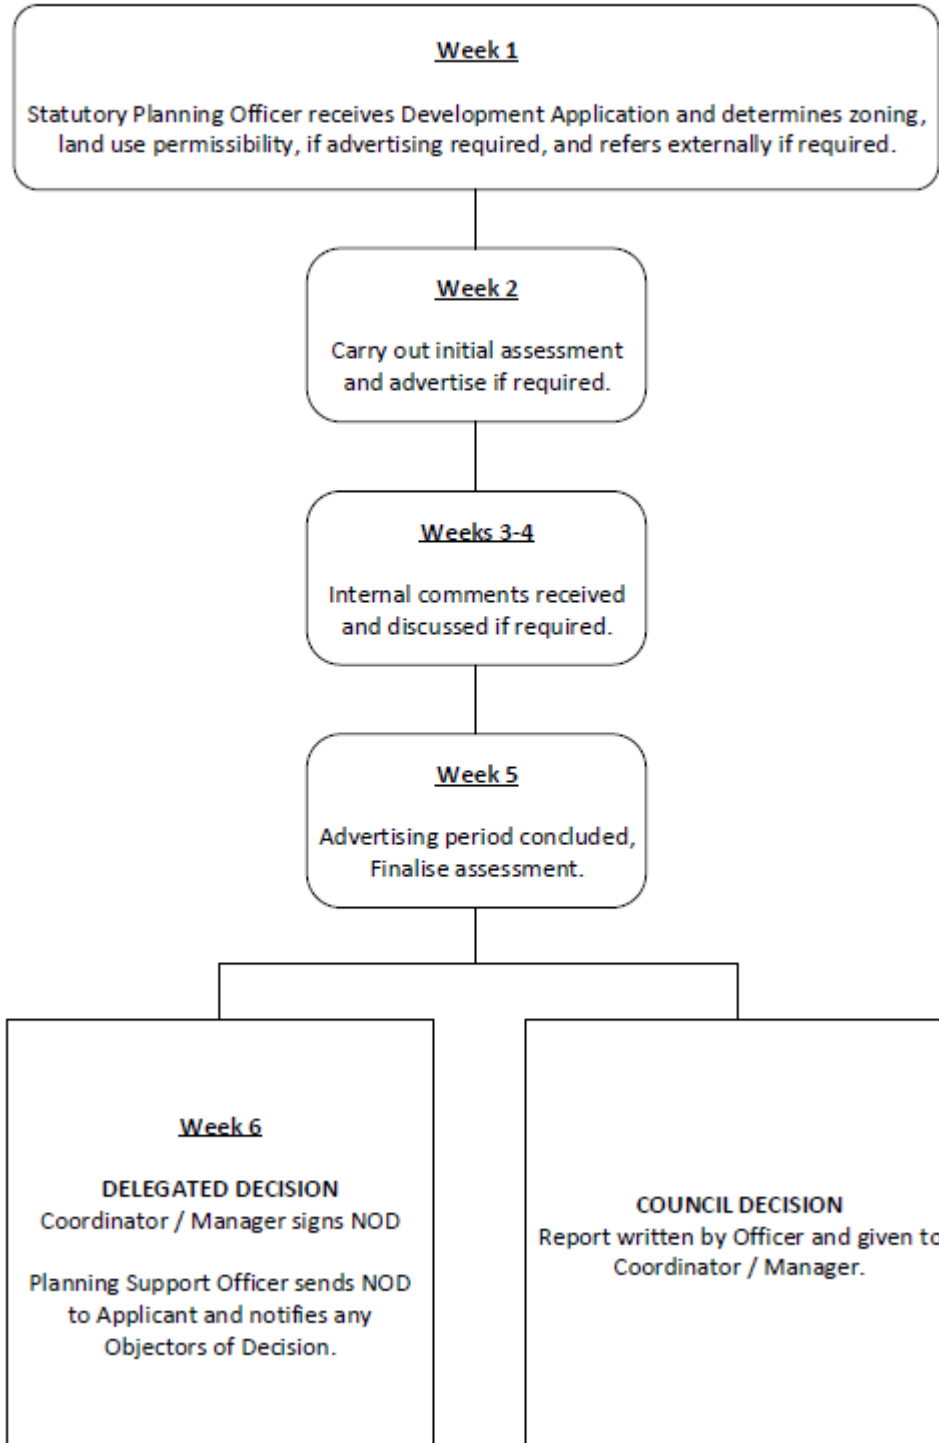 Week 1
Statutory Planning Officer receives Development Application and determines zoning,
land use permissibility, if advertising required, and refers externally if required.
Week 2
Carry out initial assessment
and advertise if required.
Weeks 3-4
Internal comments received
and discussed if required.
Week 5
Advertising period concluded,
Finalise assessment.
Week 6
DELEGATED DECISION
Coordinator / Manager signs NOD
Planning Support Officer sends NOD
to Applicant and notifies any
Objectors of Decision.
COUNCIL DECISION
Report written by Officer and given to
Coordinator / Manager.